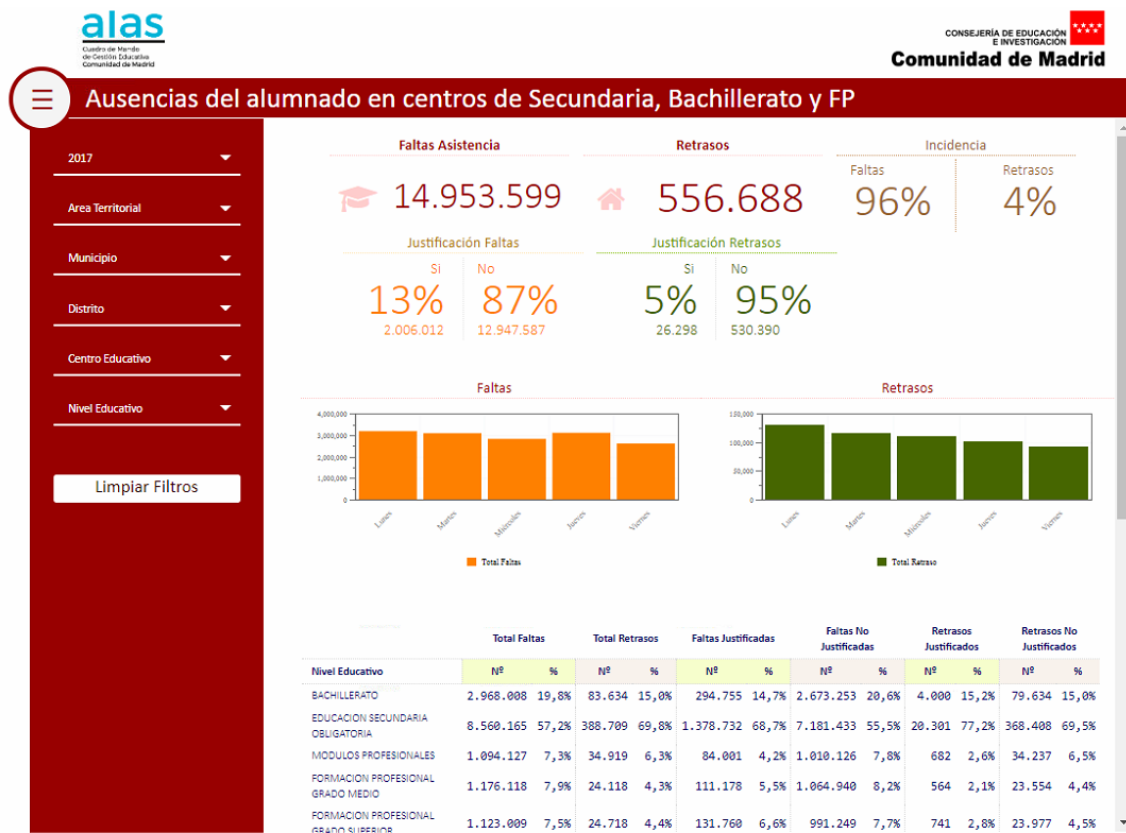 alas
Cuadro de Mando
de Gestión Educativa
Comunidad de Madrid
CONSEJERÍA DE EDUCACIÓN
E INVESTIGACIÓN
Comunidad de Madrid
Ausencias del alumnado en centros de Secundaria, Bachillerato y FP
2017
Area Territorial
Municipio
Distrito
Centro Educativo
Nivel Educativo
Limpiar Filtros
Faltas Asistencia
14.953.599
Retrasos
556.688
Incidencia
Faltas Retrasos
96% 4%
Justificación Faltas
Si No
13% 87%
2.006.012 12.947.587
Justificación Retrasos
Si No
5% 95%
26.298 530.390
Faltas
4,000,000
3,000,000
2,000,000
1,000,000
0
Lunes Martes Miércoles Jueves Viernes
Total Faltas
Retrasos
150,000
100,000
50,000
0
Lunes Martes Miércoles Jueves Viernes
Total Retraso
Total Faltas Total Retrasos Faltas Justificadas Faltas No Justificadas Retrasos Justificados Retrasos No Justificados
Nivel Educativo Nº % Nº % Nº % Nº % Nº % Nº %
BACHILLERATO 2.968.008 19,8% 83.634 15,0% 294.755 14,7% 2.673.253 20,6% 4.000 15,2% 79.634 15,0%
EDUCACION SECUNDARIA OBLIGATORIA 8.560.165 57,2% 388.709 69,8% 1.378.732 68,7% 7.181.433 55,5% 20.301 77,2% 368.408 69,5%
MODULOS PROFESIONALES 1.094.127 7,3% 34.919 6,3% 84.001 4,2% 1.010.126 7,8% 682 2,6% 34.237 6,5%
FORMACION PROFESIONAL GRADO MEDIO 1.176.118 7,9% 24.118 4,3% 111.178 5,5% 1.064.940 8,2% 564 2,1% 23.554 4,4%
FORMACION PROFESIONAL GRADO SUPERIOR 1.123.009 7,5% 24.718 4,4% 131.760 6,6% 991.249 7,7% 741 2,8% 23.977 4,5%